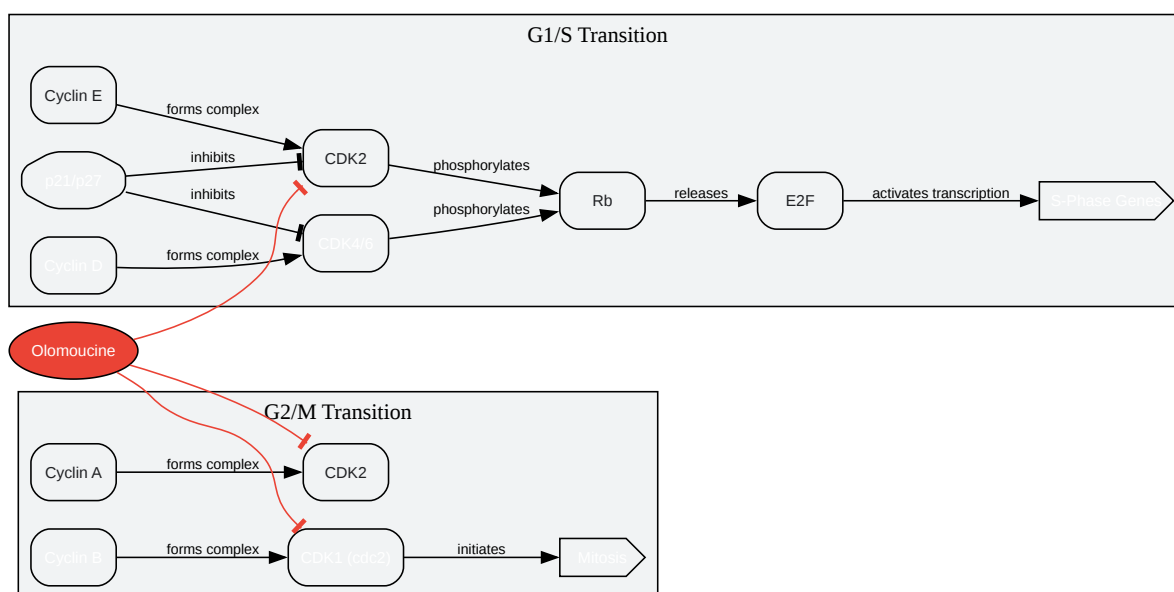 G1/S Transition
Cyclin E
forms complex
p21/p27
inhibits
inhibits
CDK2
phosphorylates
Cyclin D
forms complex
CDK4/6
phosphorylates
Rb
releases
E2F
activates transcription
S-Phase Genes
Olomoucine
G2/M Transition
Cyclin A
forms complex
CDK2
Cyclin B
forms complex
CDK1 (cdc2)
initiates
Mitosis